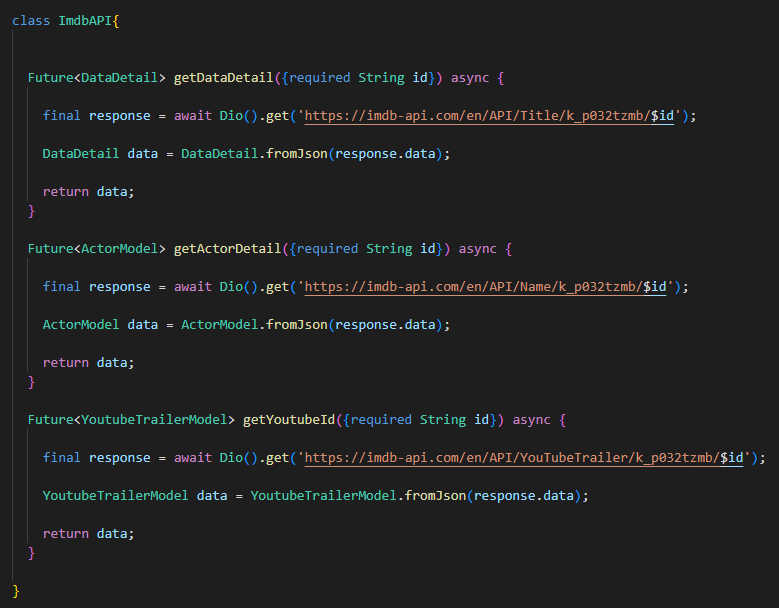 class ImdbAPI{
Future<DataDetail> getDataDetail({required String id}) async {
final response = await Dio().get('https://imdb-api.com/en/API/Title/k_p032tzmb/$id');
DataDetail data = DataDetail.fromJson(response.data);
return data;
}
Future<ActorModel> getActorDetail({required String id}) async {
final response = await Dio().get('https://imdb-api.com/en/API/Name/k_p032tzmb/$id');
ActorModel data = ActorModel.fromJson(response.data);
return data;
}
Future<YoutubeTrailerModel> getYoutubeId({required String id}) async {
final response = await Dio().get('https://imdb-api.com/en/API/YouTubeTrailer/k_p032tzmb/$id');
YoutubeTrailerModel data = YoutubeTrailerModel.fromJson(response.data);
return data;
}
}